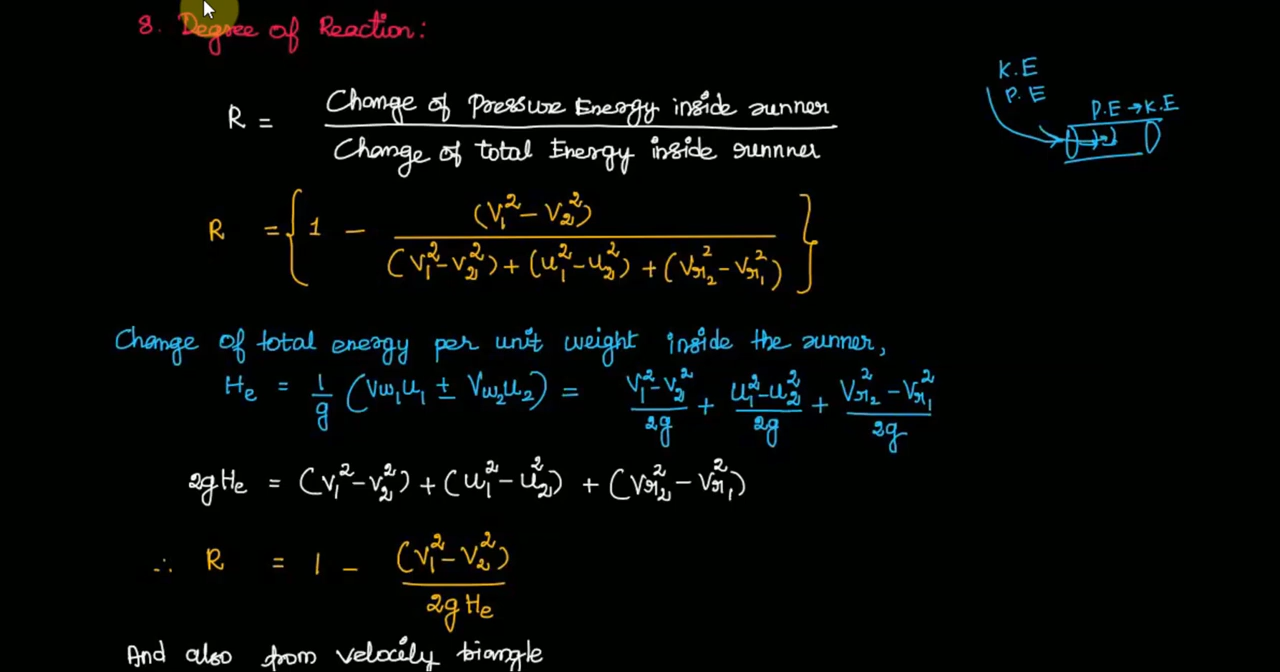 8. Degree of Reaction:
K.E
P.E
P.E → K.E
R = Change of Pressure Energy inside runner / Change of total Energy inside runnner
R = { 1 - (V₁² - V₂²) / (V₁² - V₂²) + (u₁² - u₂²) + (Vr₂² - Vr₁²) }
Change of total energy per unit weight inside the runner,
He = 1/g (Vw₁u₁ ± Vw₂u₂) = V₁² - V₂² / 2g + u₁² - u₂² / 2g + Vr₂² - Vr₁² / 2g
2gHe = (V₁² - V₂²) + (u₁² - u₂²) + (Vr₂² - Vr₁²)
∴ R = 1 - (V₁² - V₂²) / 2gHe
And also from velocity triangle